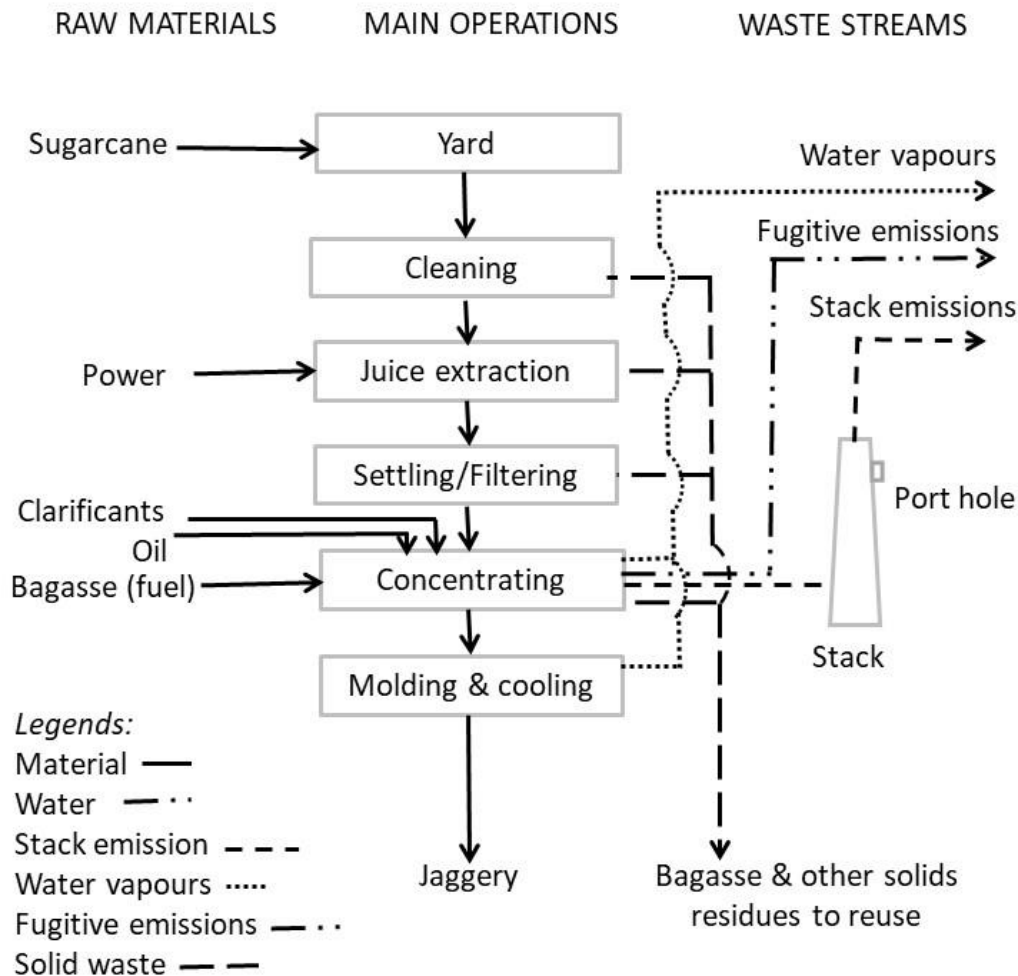 RAW MATERIALS
MAIN OPERATIONS
WASTE STREAMS
Sugarcane
Yard
Water vapours
Fugitive emissions
Cleaning
Stack emissions
Power
Juice extraction
Settling/Filtering
Port hole
Clarificants
Oil
Bagasse (fuel)
Concentrating
Stack
Molding & cooling
Legends:
Material
Water
Stack emission
Water vapours
Fugitive emissions
Solid waste
Jaggery
Bagasse & other solids
residues to reuse